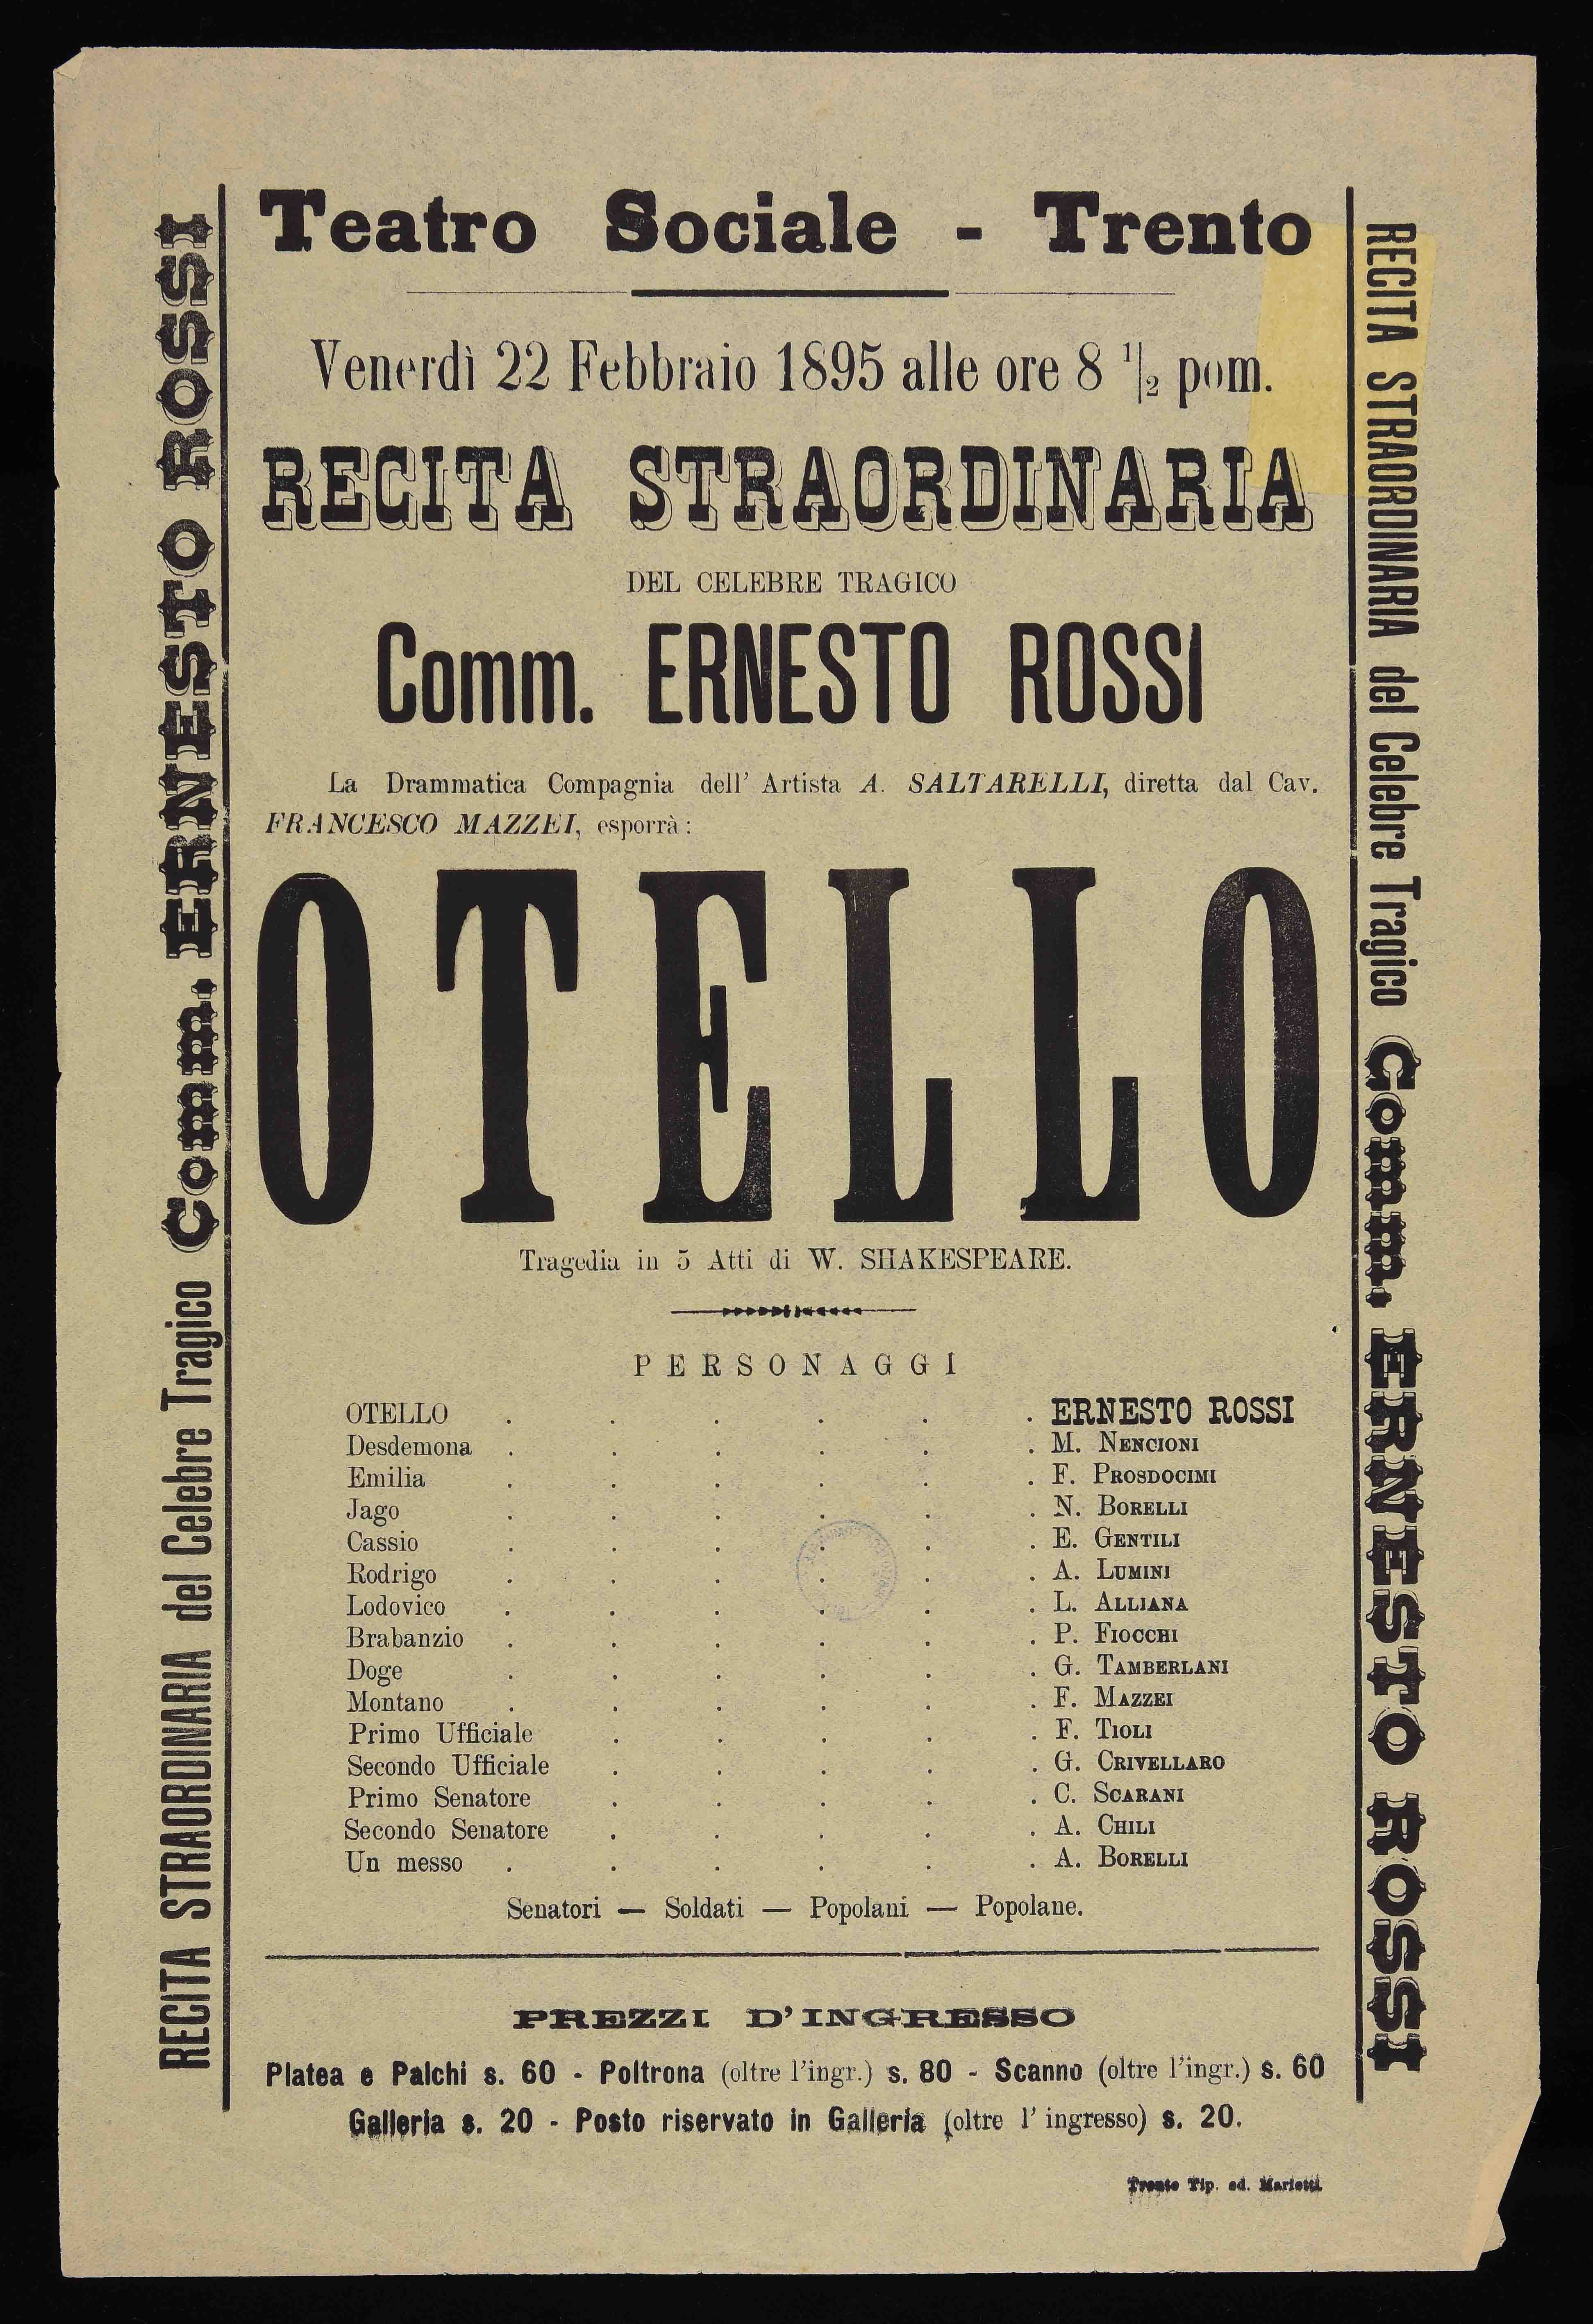 Teatro Sociale - Trento
Venerdì 22 Febbraio 1895 alle ore 8 1/2 pom.
RECITA STRAORDINARIA
DEL CELEBRE TRAGICO
Comm. ERNESTO ROSSI
La Drammatica Compagnia dell' Artista A. SALTARELLI, diretta dal Cav.
FRANCESCO MAZZEI, esporrà:
OTELLO
Tragedia in 5 Atti di W. SHAKESPEARE.
PERSONAGGI
OTELLO . . . . . . ERNESTO ROSSI
Desdemona . . . . . . M. NENCIONI
Emilia . . . . . . F. PROSDOCIMI
Jago . . . . . . N. BORELLI
Cassio . . . . . . E. GENTILI
Rodrigo . . . . . . A. LUMINI
Lodovico . . . . . . L. ALLIANA
Brabanzio . . . . . . P. FIOCCHI
Doge . . . . . . G. TAMBERLANI
Montano . . . . . . F. MAZZEI
Primo Ufficiale . . . . . F. TIOLI
Secondo Ufficiale . . . . . G. CRIVELLARO
Primo Senatore . . . . . C. SCARANI
Secondo Senatore . . . . . A. CHILI
Un messo . . . . . . A. BORELLI
Senatori — Soldati — Popolani — Popolane.
PREZZI D'INGRESSO
Platea e Palchi s. 60 - Poltrona (oltre l'ingr.) s. 80 - Scanno (oltre l'ingr.) s. 60
Galleria s. 20 - Posto riservato in Galleria (oltre l' ingresso) s. 20.
Trento Tip. ed. Marietti
RECITA STRAORDINARIA del Celebre Tragico Comm. ERNESTO ROSSI
RECITA STRAORDINARIA del Celebre Tragico Comm. ERNESTO ROSSI